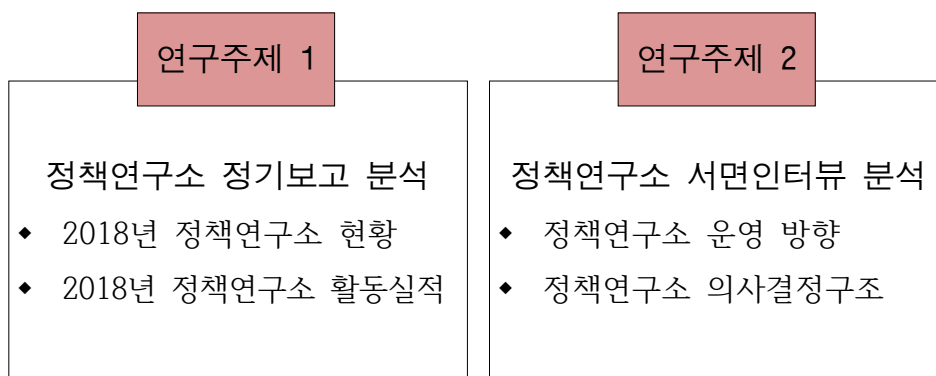 연구주제 1
정책연구소 정기보고 분석
◆ 2018년 정책연구소 현황
◆ 2018년 정책연구소 활동실적
연구주제 2
정책연구소 서면인터뷰 분석
◆ 정책연구소 운영 방향
◆ 정책연구소 의사결정구조